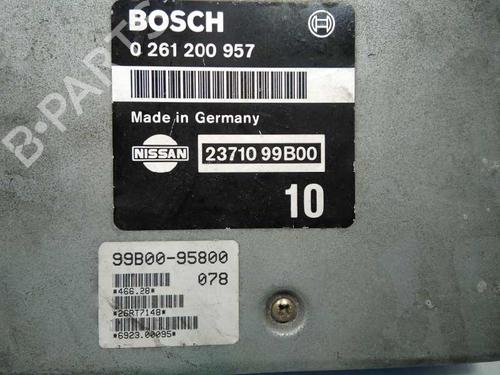 BOSCH
0 261 200 957
Made in Germany
NISSAN
23710 99B00
10
99B00-95800
078
*466.28*
*26RT7148*
*6923.00095*
B-PARTS